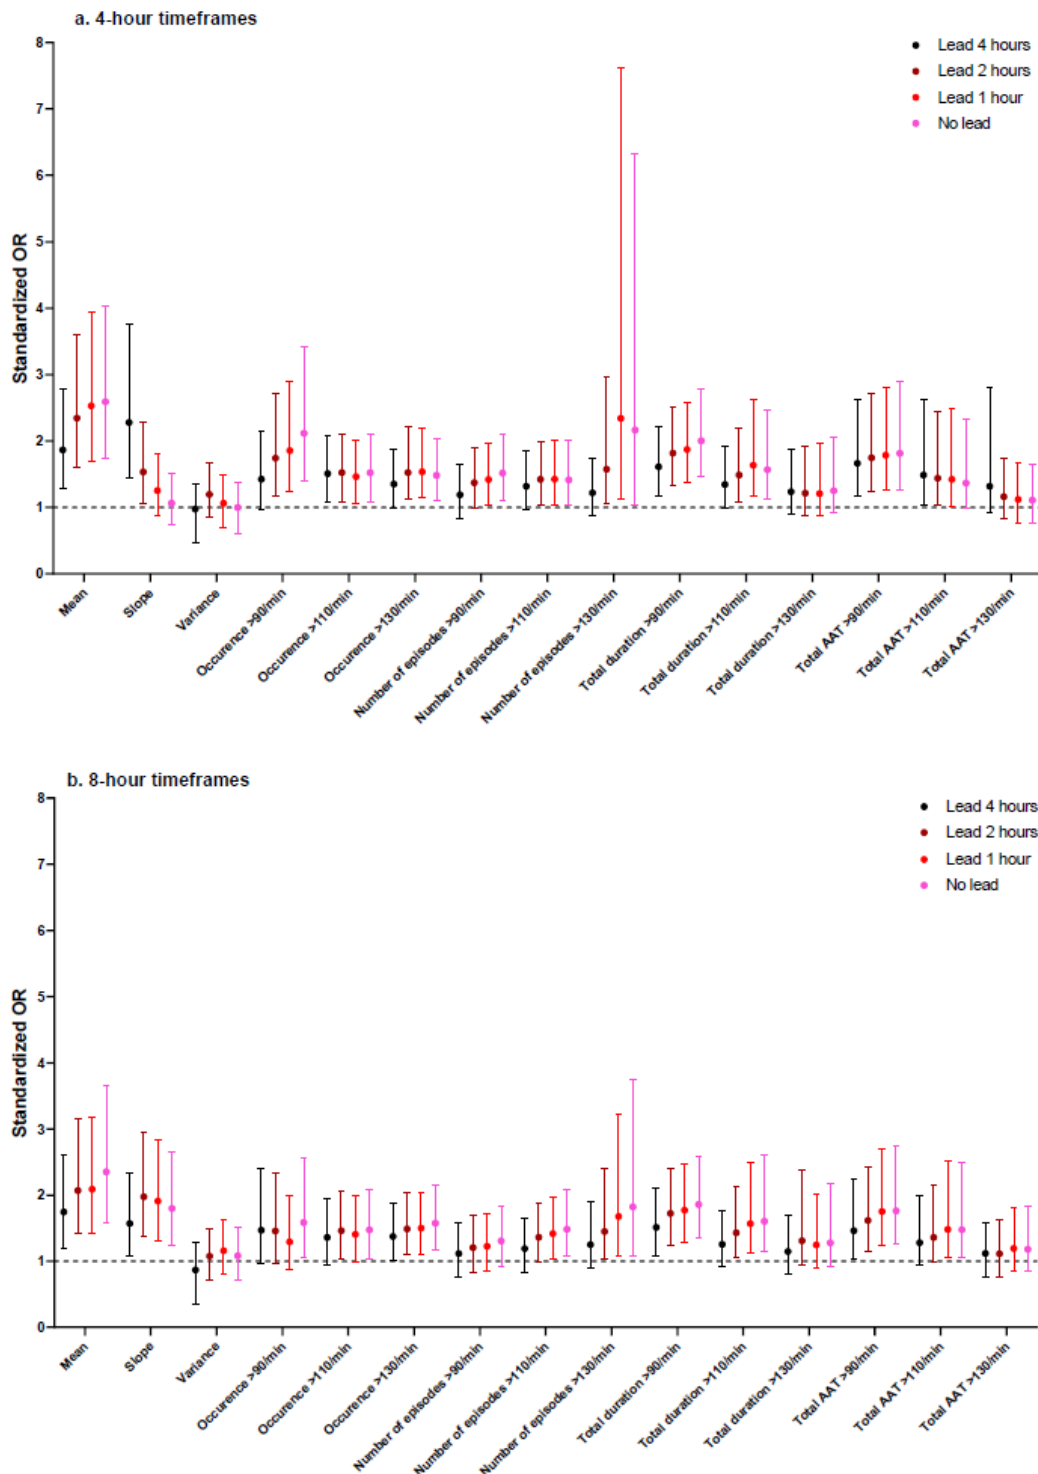 a. 4-hour timeframes
8
7
6
5
4
3
2
1
0
Standardized OR
Lead 4 hours
Lead 2 hours
Lead 1 hour
No lead
Mean
Slope
Variance
Occurence >90/min
Occurence >110/min
Occurence >130/min
Number of episodes >90/min
Number of episodes >110/min
Number of episodes >130/min
Total duration >90/min
Total duration >110/min
Total duration >130/min
Total AAT >90/min
Total AAT >110/min
Total AAT >130/min
b. 8-hour timeframes
8
7
6
5
4
3
2
1
0
Standardized OR
Lead 4 hours
Lead 2 hours
Lead 1 hour
No lead
Mean
Slope
Variance
Occurence >90/min
Occurence >110/min
Occurence >130/min
Number of episodes >90/min
Number of episodes >110/min
Number of episodes >130/min
Total duration >90/min
Total duration >110/min
Total duration >130/min
Total AAT >90/min
Total AAT >110/min
Total AAT >130/min